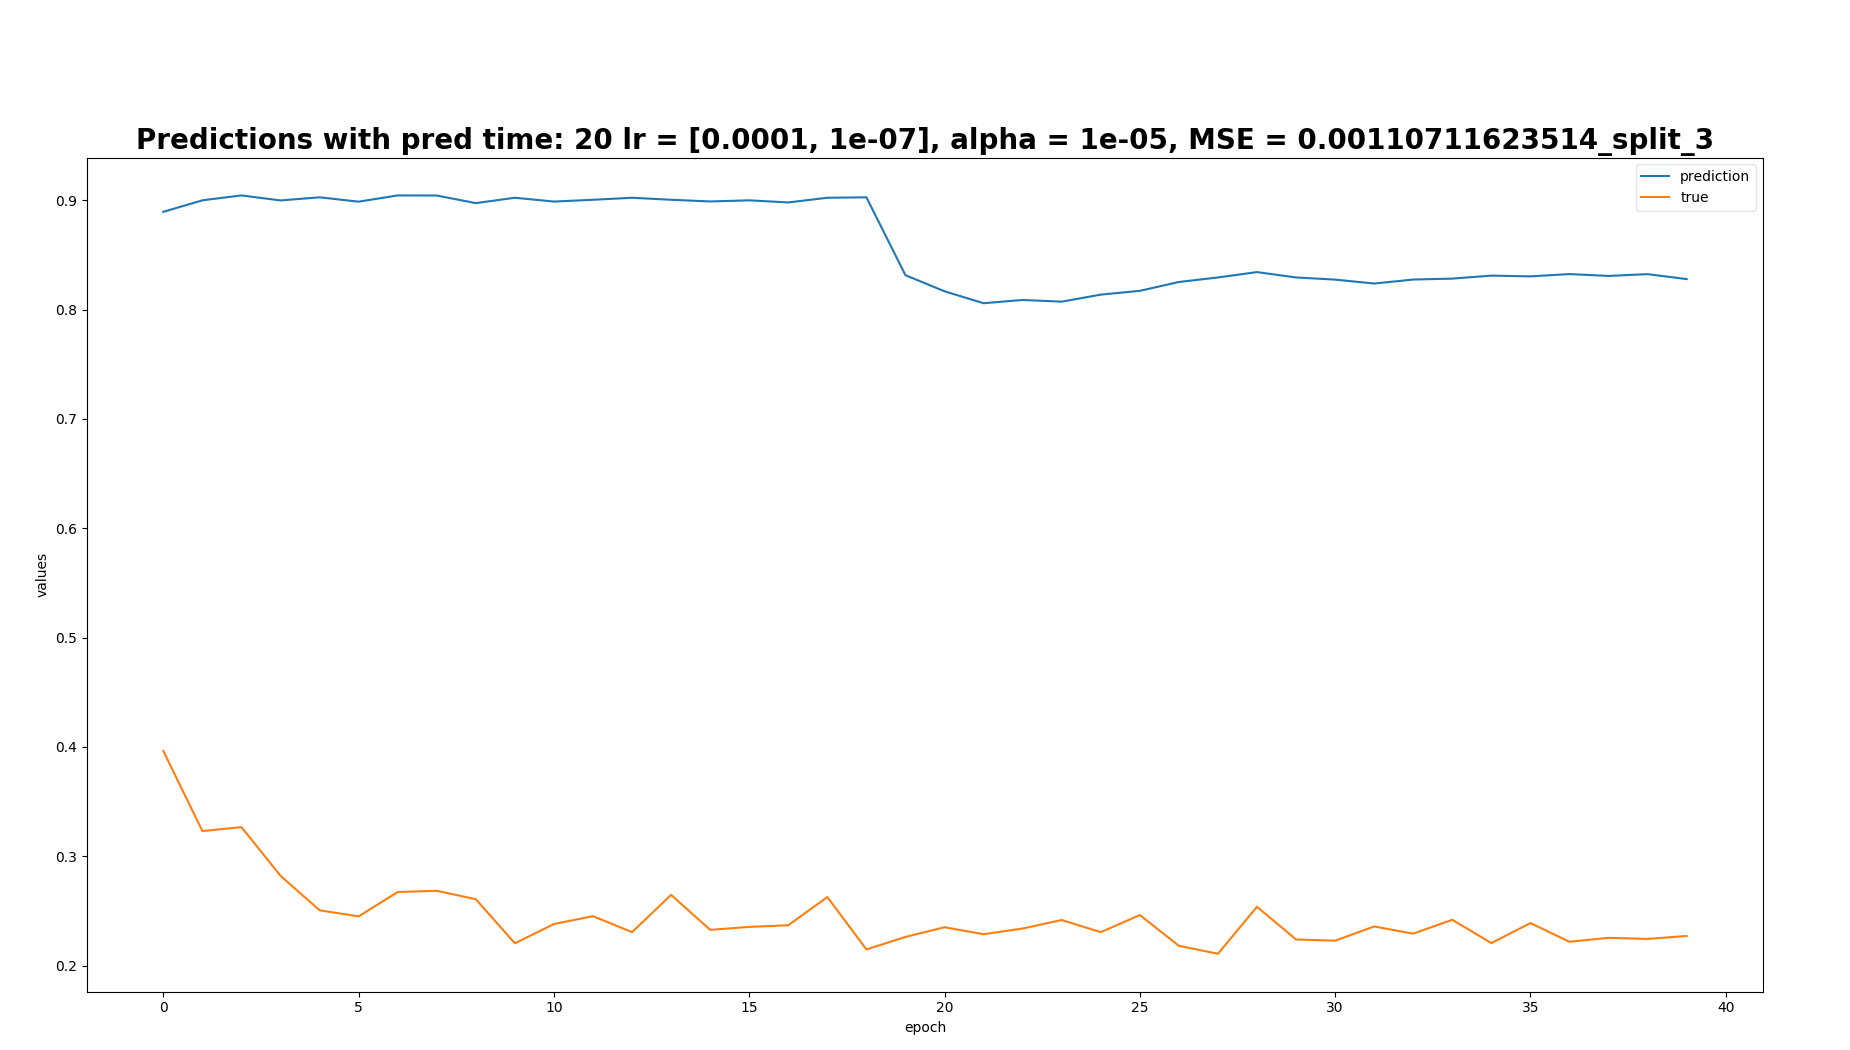 Predictions with pred time: 20 lr = [0.0001, 1e-07], alpha = 1e-05, MSE = 0.00110711623514_split_3
prediction
true
0.9
0.8
0.7
0.6
0.5
0.4
0.3
0.2
values
0 5 10 15 20 25 30 35 40
epoch